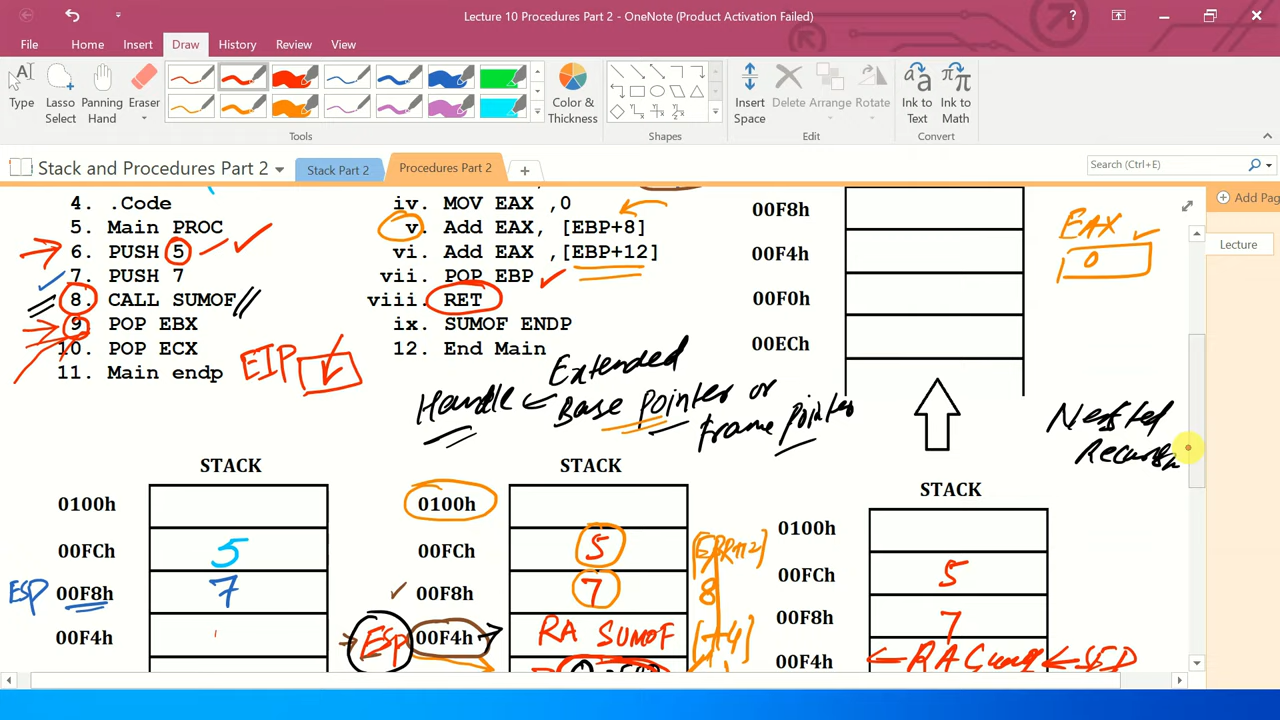 Lecture 10 Procedures Part 2 - OneNote (Product Activation Failed)
File Home Insert Draw History Review View
Type
Lasso Select
Panning Hand
Eraser
Color & Thickness
Insert Space
Delete
Arrange
Rotate
Ink to Text
Ink to Math
Tools
Shapes
Edit
Convert
Stack and Procedures Part 2
Stack Part 2
Procedures Part 2
Search (Ctrl+E)
Add Pag
Lecture
4. .Code
5. Main PROC
6. PUSH 5
7. PUSH 7
8. CALL SUMOF
9. POP EBX
10. POP ECX
11. Main endp
EIP
iv. MOV EAX ,0
v. Add EAX, [EBP+8]
vi. Add EAX ,[EBP+12]
vii. POP EBP
viii. RET
ix. SUMOF ENDP
12. End Main
00F8h
00F4h
00F0h
00ECh
EAX
0
Handle
Extended
Base Pointer or
Frame Pointer
Nested
STACK
0100h
00FCh 5
ESP 00F8h 7
00F4h
STACK
0100h
00FCh 5
00F8h 7 8
ESP 00F4h RA SUMOF [+4]
STACK
0100h
00FCh 5
00F8h 7
00F4h